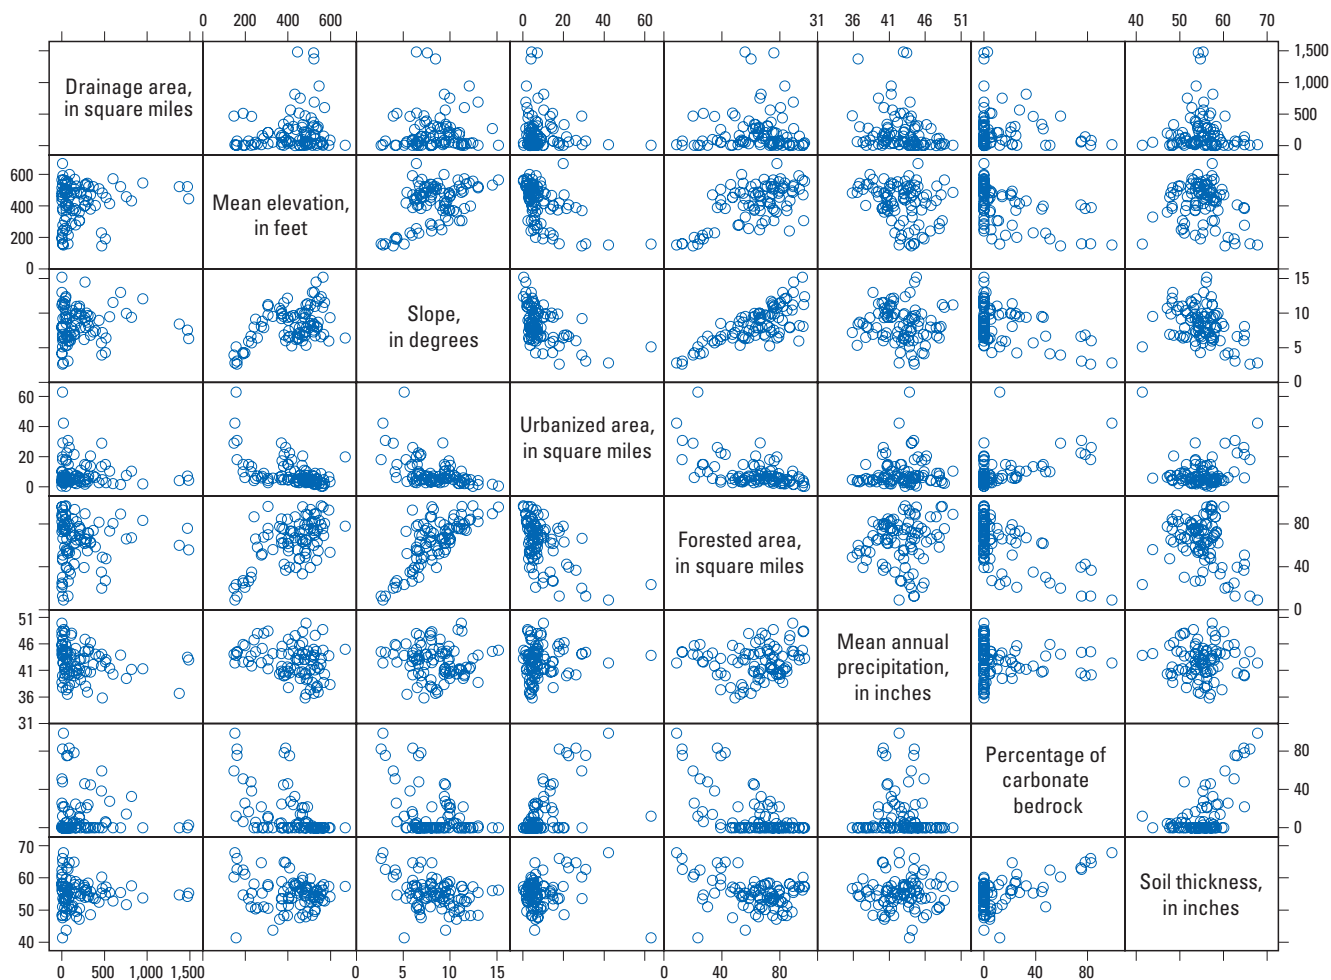 0 200 400 600 0 20 40 60 31 36 41 46 51 40 50 60 70
Drainage area,
in square miles
1,500
1,000
500
0
600
400
200
0
Mean elevation,
in feet
Slope,
in degrees
15
10
5
0
60
40
20
0
Urbanized area,
in square miles
Forested area,
in square miles
80
40
0
51
46
41
36
31
Mean annual
precipitation,
in inches
Percentage of
carbonate
bedrock
80
40
0
70
60
50
40
Soil thickness,
in inches
0 500 1,000 1,500 0 5 10 15 0 40 80 0 40 80